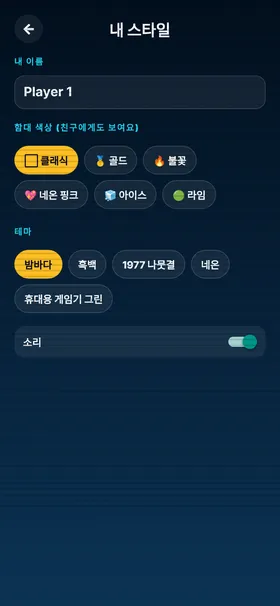 내 스타일
내 이름
Player 1
함대 색상 (친구에게도 보여요)
클래식 골드 불꽃
네온 핑크 아이스 라임
테마
밤바다 흑백 1977 나뭇결 네온
휴대용 게임기 그린
소리